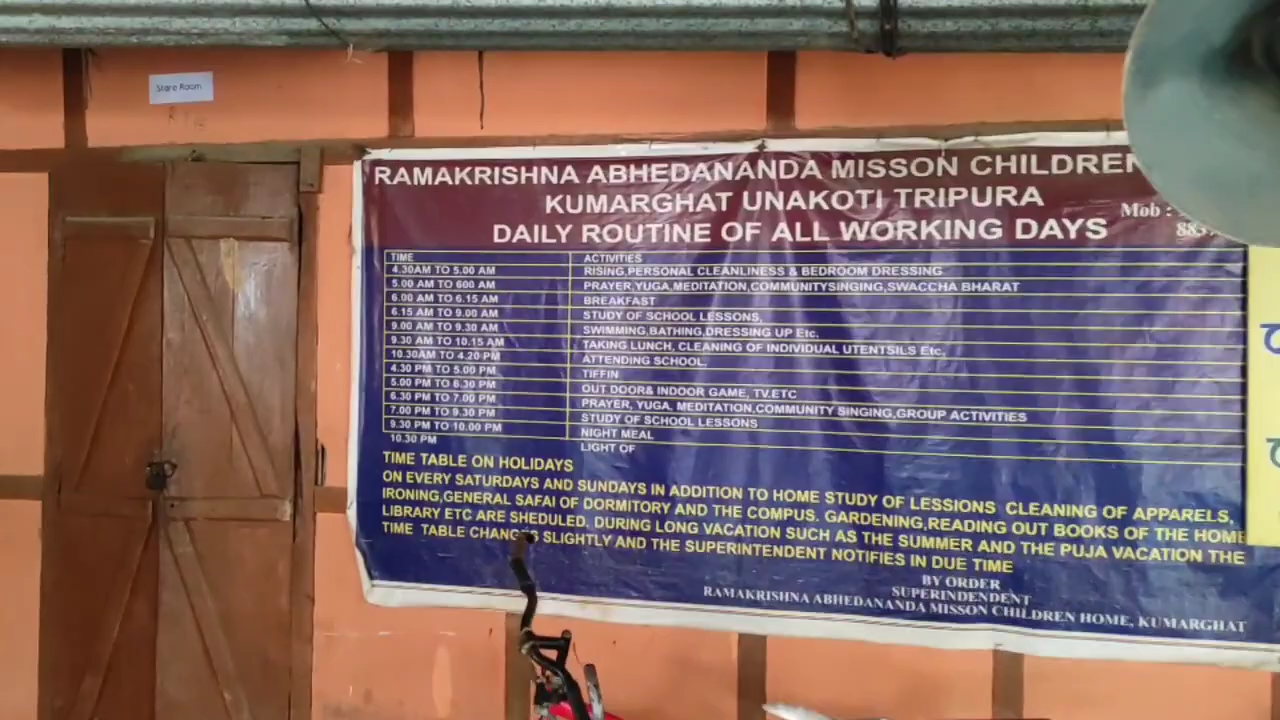 Store Room
RAMAKRISHNA ABHEDANANDA MISSON CHILDREN
KUMARGHAT UNAKOTI TRIPURA
Mob :
DAILY ROUTINE OF ALL WORKING DAYS
TIME ACTIVITIES
4.30AM TO 5.00 AM RISING,PERSONAL CLEANLINESS & BEDROOM DRESSING
5.00 AM TO 600 AM PRAYER,YUGA,MEDITATION,COMMUNITYSINGING,SWACCHA BHARAT
6.00 AM TO 6.15 AM BREAKFAST
6.15 AM TO 9.00 AM STUDY OF SCHOOL LESSONS,
9.00 AM TO 9.30 AM SWIMMING,BATHING,DRESSING UP Etc,
9.30 AM TO 10.15 AM TAKING LUNCH, CLEANING OF INDIVIDUAL UTENTSILS Etc,
10.30AM TO 4.20 PM ATTENDING SCHOOL,
4.30 PM TO 5.00 PM TIFFIN
5.00 PM TO 6.30 PM OUT DOOR& INDOOR GAME, TV.ETC
6.30 PM TO 7.00 PM PRAYER, YUGA, MEDITATION,COMMUNITY SINGING,GROUP ACTIVITIES
7.00 PM TO 9.30 PM STUDY OF SCHOOL LESSONS
9.30 PM TO 10.00 PM NIGHT MEAL
10.30 PM LIGHT OF
TIME TABLE ON HOLIDAYS
ON EVERY SATURDAYS AND SUNDAYS IN ADDITION TO HOME STUDY OF LESSIONS CLEANING OF APPARELS,
IRONING,GENERAL SAFAI OF DORMITORY AND THE COMPUS. GARDENING,READING OUT BOOKS OF THE HOME
LIBRARY ETC ARE SHEDULED. DURING LONG VACATION SUCH AS THE SUMMER AND THE PUJA VACATION THE
TIME TABLE CHANGES SLIGHTLY AND THE SUPERINTENDENT NOTIFIES IN DUE TIME
BY ORDER
SUPERINDENDENT
RAMAKRISHNA ABHEDANANDA MISSON CHILDREN HOME, KUMARGHAT